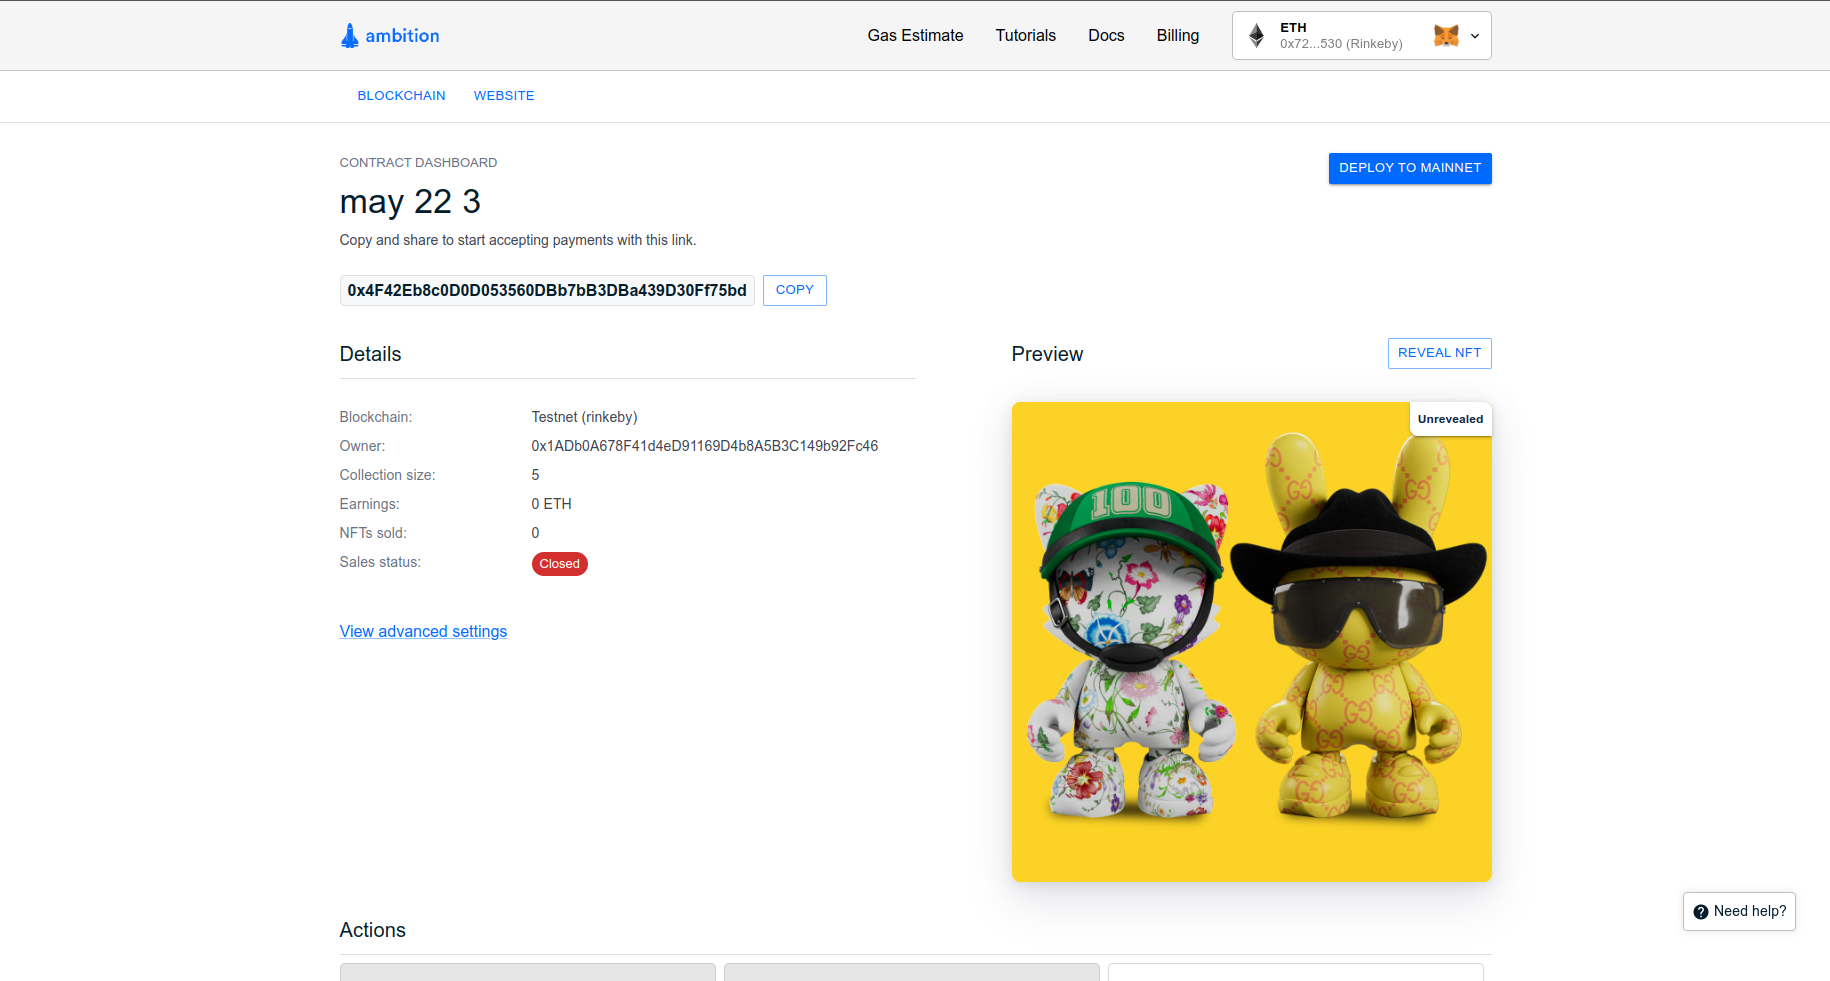 ambition
Gas Estimate
Tutorials
Docs
Billing
ETH
0x72...530 (Rinkeby)
BLOCKCHAIN
WEBSITE
CONTRACT DASHBOARD
DEPLOY TO MAINNET
may 22 3
Copy and share to start accepting payments with this link.
0x4F42Eb8c0D0D053560DBb7bB3DBa439D30Ff75bd
COPY
Details
Blockchain: Testnet (rinkeby)
Owner: 0x1ADb0A678F41d4eD91169D4b8A5B3C149b92Fc46
Collection size: 5
Earnings: 0 ETH
NFTs sold: 0
Sales status: Closed
View advanced settings
Preview
REVEAL NFT
Unrevealed
100
Actions
Need help?